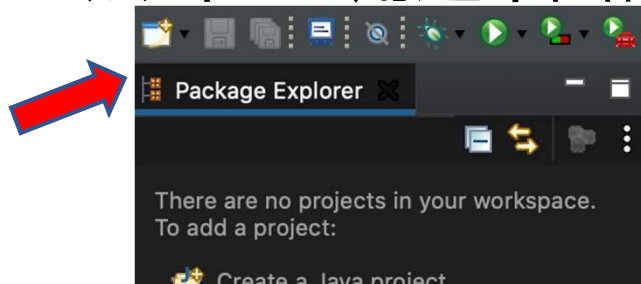 Package Explorer
There are no projects in your workspace.
To add a project:
Create a Java project